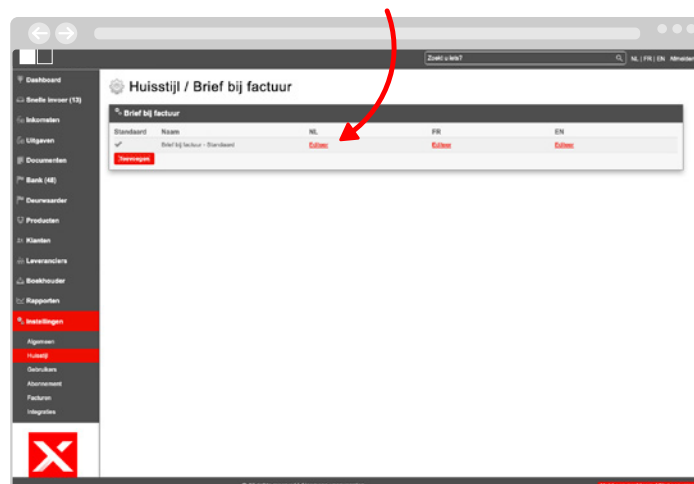 Zoekt u iets?
NL | FR | EN Afmelden
Dashboard
Snelle invoer (13)
Inkomsten
Uitgaven
Documenten
Bank (48)
Deurwaarder
Producten
Klanten
Leveranciers
Boekhouder
Rapporten
Instellingen
Algemeen
Huisstijl
Gebruikers
Abonnement
Facturen
Integraties
Huisstijl / Brief bij factuur
Brief bij factuur
Standaard Naam NL FR EN
Brief bij factuur - Standaard Editeer Editeer Editeer
Toevoegen